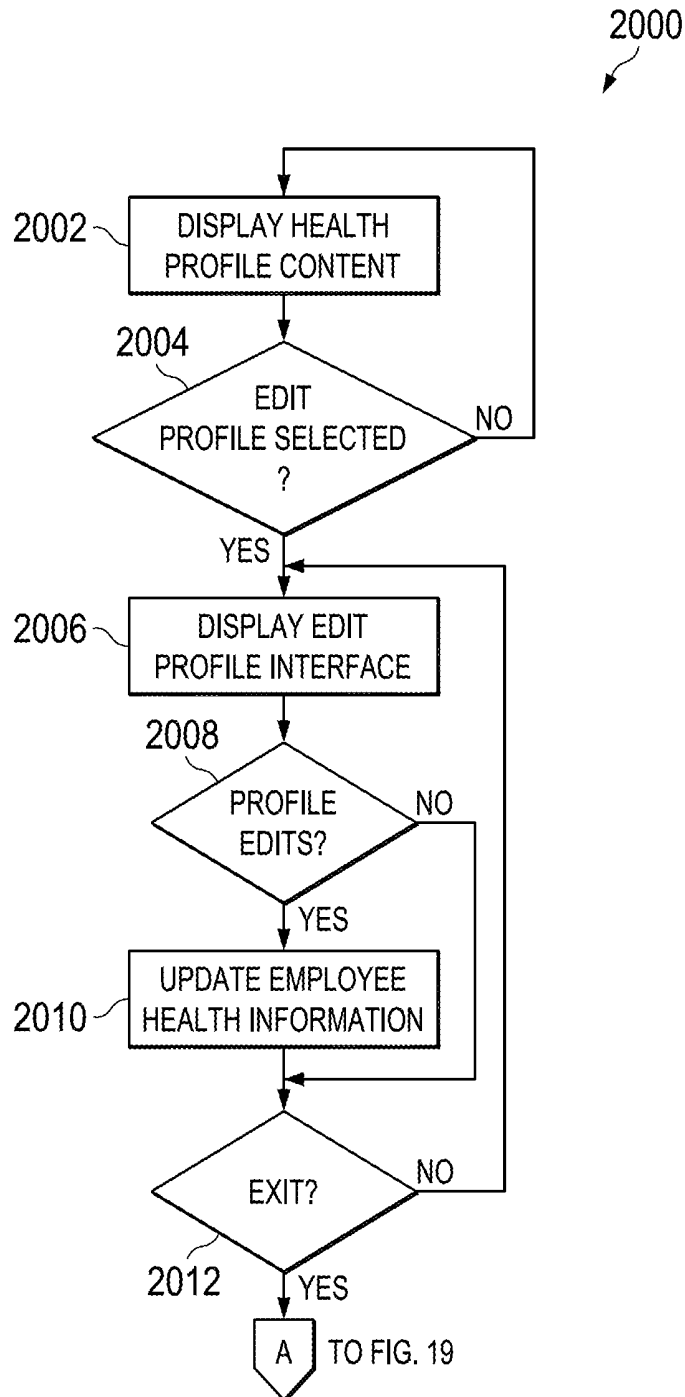 2000
2002
DISPLAY HEALTH
PROFILE CONTENT
2004
EDIT
PROFILE SELECTED
?
NO
YES
2006
DISPLAY EDIT
PROFILE INTERFACE
2008
PROFILE
EDITS?
NO
YES
2010
UPDATE EMPLOYEE
HEALTH INFORMATION
EXIT?
NO
2012
YES
A TO FIG. 19